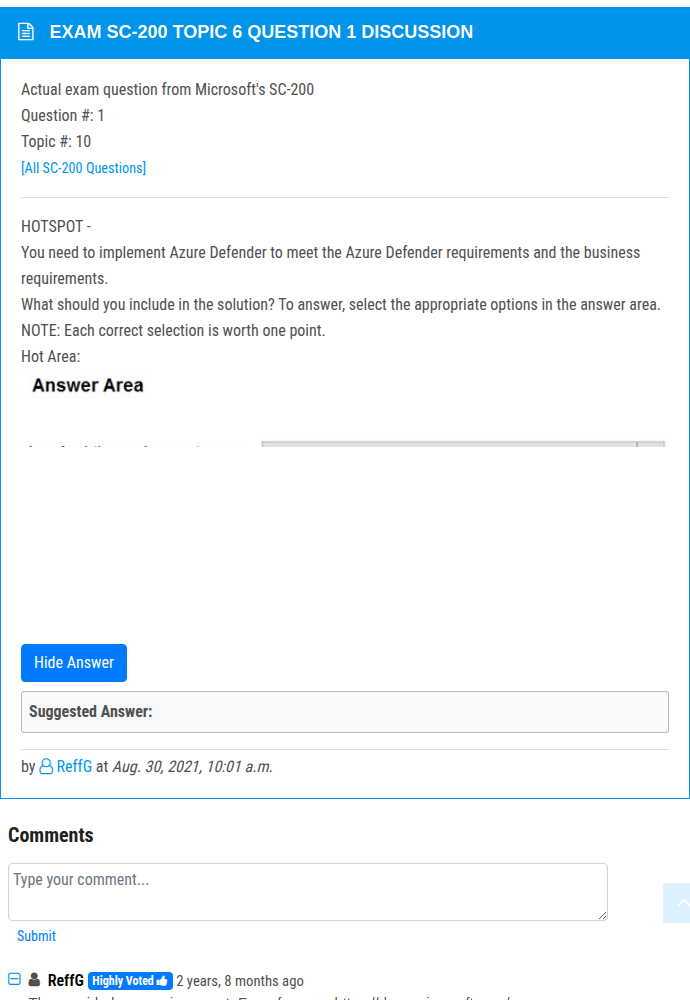 EXAM SC-200 TOPIC 6 QUESTION 1 DISCUSSION
Actual exam question from Microsoft's SC-200
Question #: 1
Topic #: 10
[All SC-200 Questions]
HOTSPOT -
You need to implement Azure Defender to meet the Azure Defender requirements and the business
requirements.
What should you include in the solution? To answer, select the appropriate options in the answer area.
NOTE: Each correct selection is worth one point.
Hot Area:
Answer Area
Hide Answer
Suggested Answer:
by ReffG at Aug. 30, 2021, 10:01 a.m.
Comments
Type your comment...
Submit
ReffG Highly Voted 2 years, 8 months ago